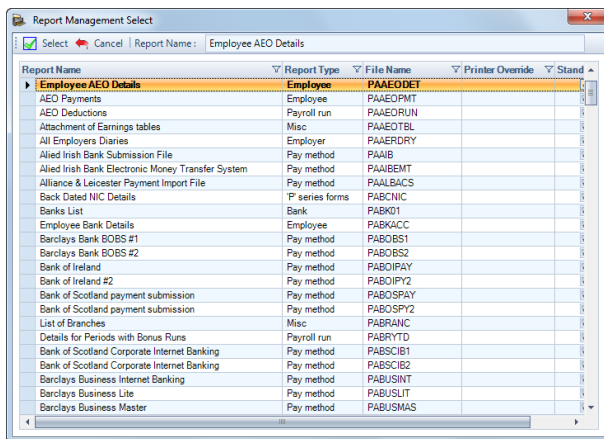 Report Management Select
Select Cancel Report Name : Employee AEO Details
Report Name Report Type File Name Printer Override Stand
Employee AEO Details Employee PAAEODET
AEO Payments Employee PAAEOPMT
AEO Deductions Payroll run PAAEORUN
Attachment of Earnings tables Misc PAAEOTBL
All Employers Diaries Employer PAAERDRY
Alied Irish Bank Submission File Pay method PAAIB
Alied Irish Bank Electronic Money Transfer System Pay method PAAIBEMT
Alliance & Leicester Payment Import File Pay method PAALBACS
Back Dated NIC Details 'P' series forms PABCNIC
Banks List Bank PABK01
Employee Bank Details Employee PABKACC
Barclays Bank BOBS #1 Pay method PABOBS1
Barclays Bank BOBS #2 Pay method PABOBS2
Bank of Ireland Pay method PABOIPAY
Bank of Ireland #2 Pay method PABOIPY2
Bank of Scotland payment submission Pay method PABOSPAY
Bank of Scotland payment submission Pay method PABOSPY2
List of Branches Misc PABRANC
Details for Periods with Bonus Runs Payroll run PABRYTD
Bank of Scotland Corporate Internet Banking Pay method PABSCIB1
Bank of Scotland Corporate Internet Banking Pay method PABSCIB2
Barclays Business Internet Banking Pay method PABUSINT
Barclays Business Lite Pay method PABUSLIT
Barclays Business Master Pay method PABUSMAS